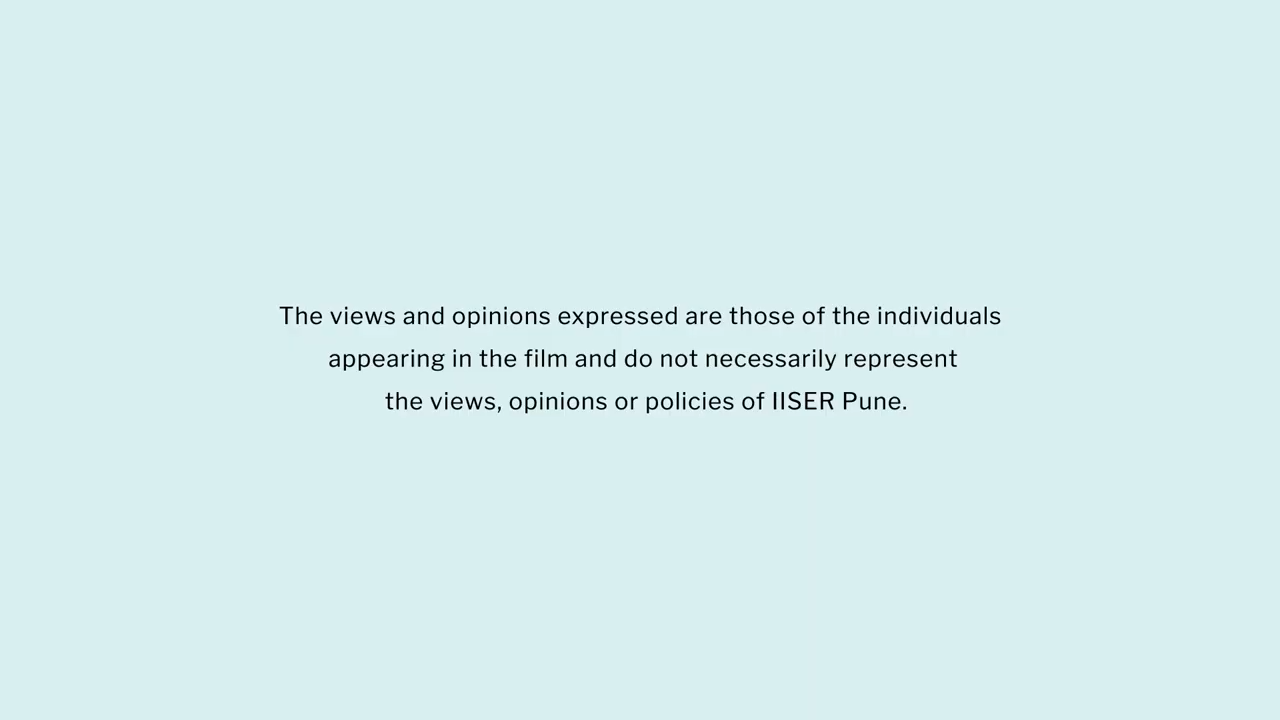 The views and opinions expressed are those of the individuals
appearing in the film and do not necessarily represent
the views, opinions or policies of IISER Pune.